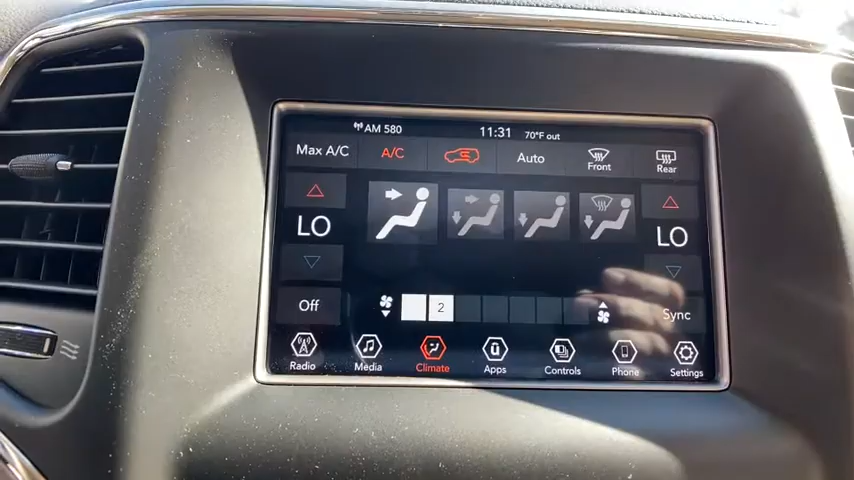 AM 580 11:31 70°F out
Max A/C A/C Auto Front Rear
LO LO
Off 2 Sync
Radio Media Climate Apps Controls Phone Settings